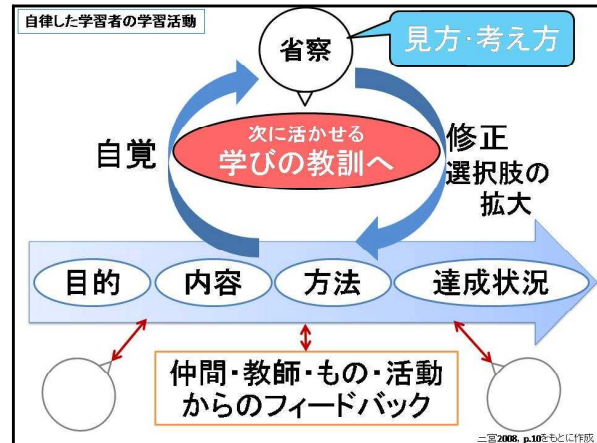 自律した学習者の学習活動
省察
見方・考え方
次に活かせる
学びの教訓へ
自覚
修正
選択肢の
拡大
目的
内容
方法
達成状況
仲間・教師・もの・活動
からのフィードバック
二宮2008, p.10をもとに作成